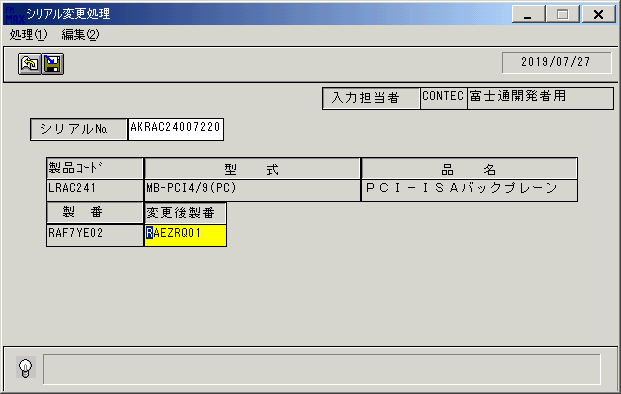 シリアル変更処理
処理(1) 編集(2)
2019/07/27
入力担当者 CONTEC 富士通開発者用
シリアル№ AKRAC24007220
製品コード 型 式 品 名
LRAC241 MB-PCI4/9(PC) PCI-ISAバックプレーン
製 番 変更後製番
RAF7YE02 RAEZRQ01